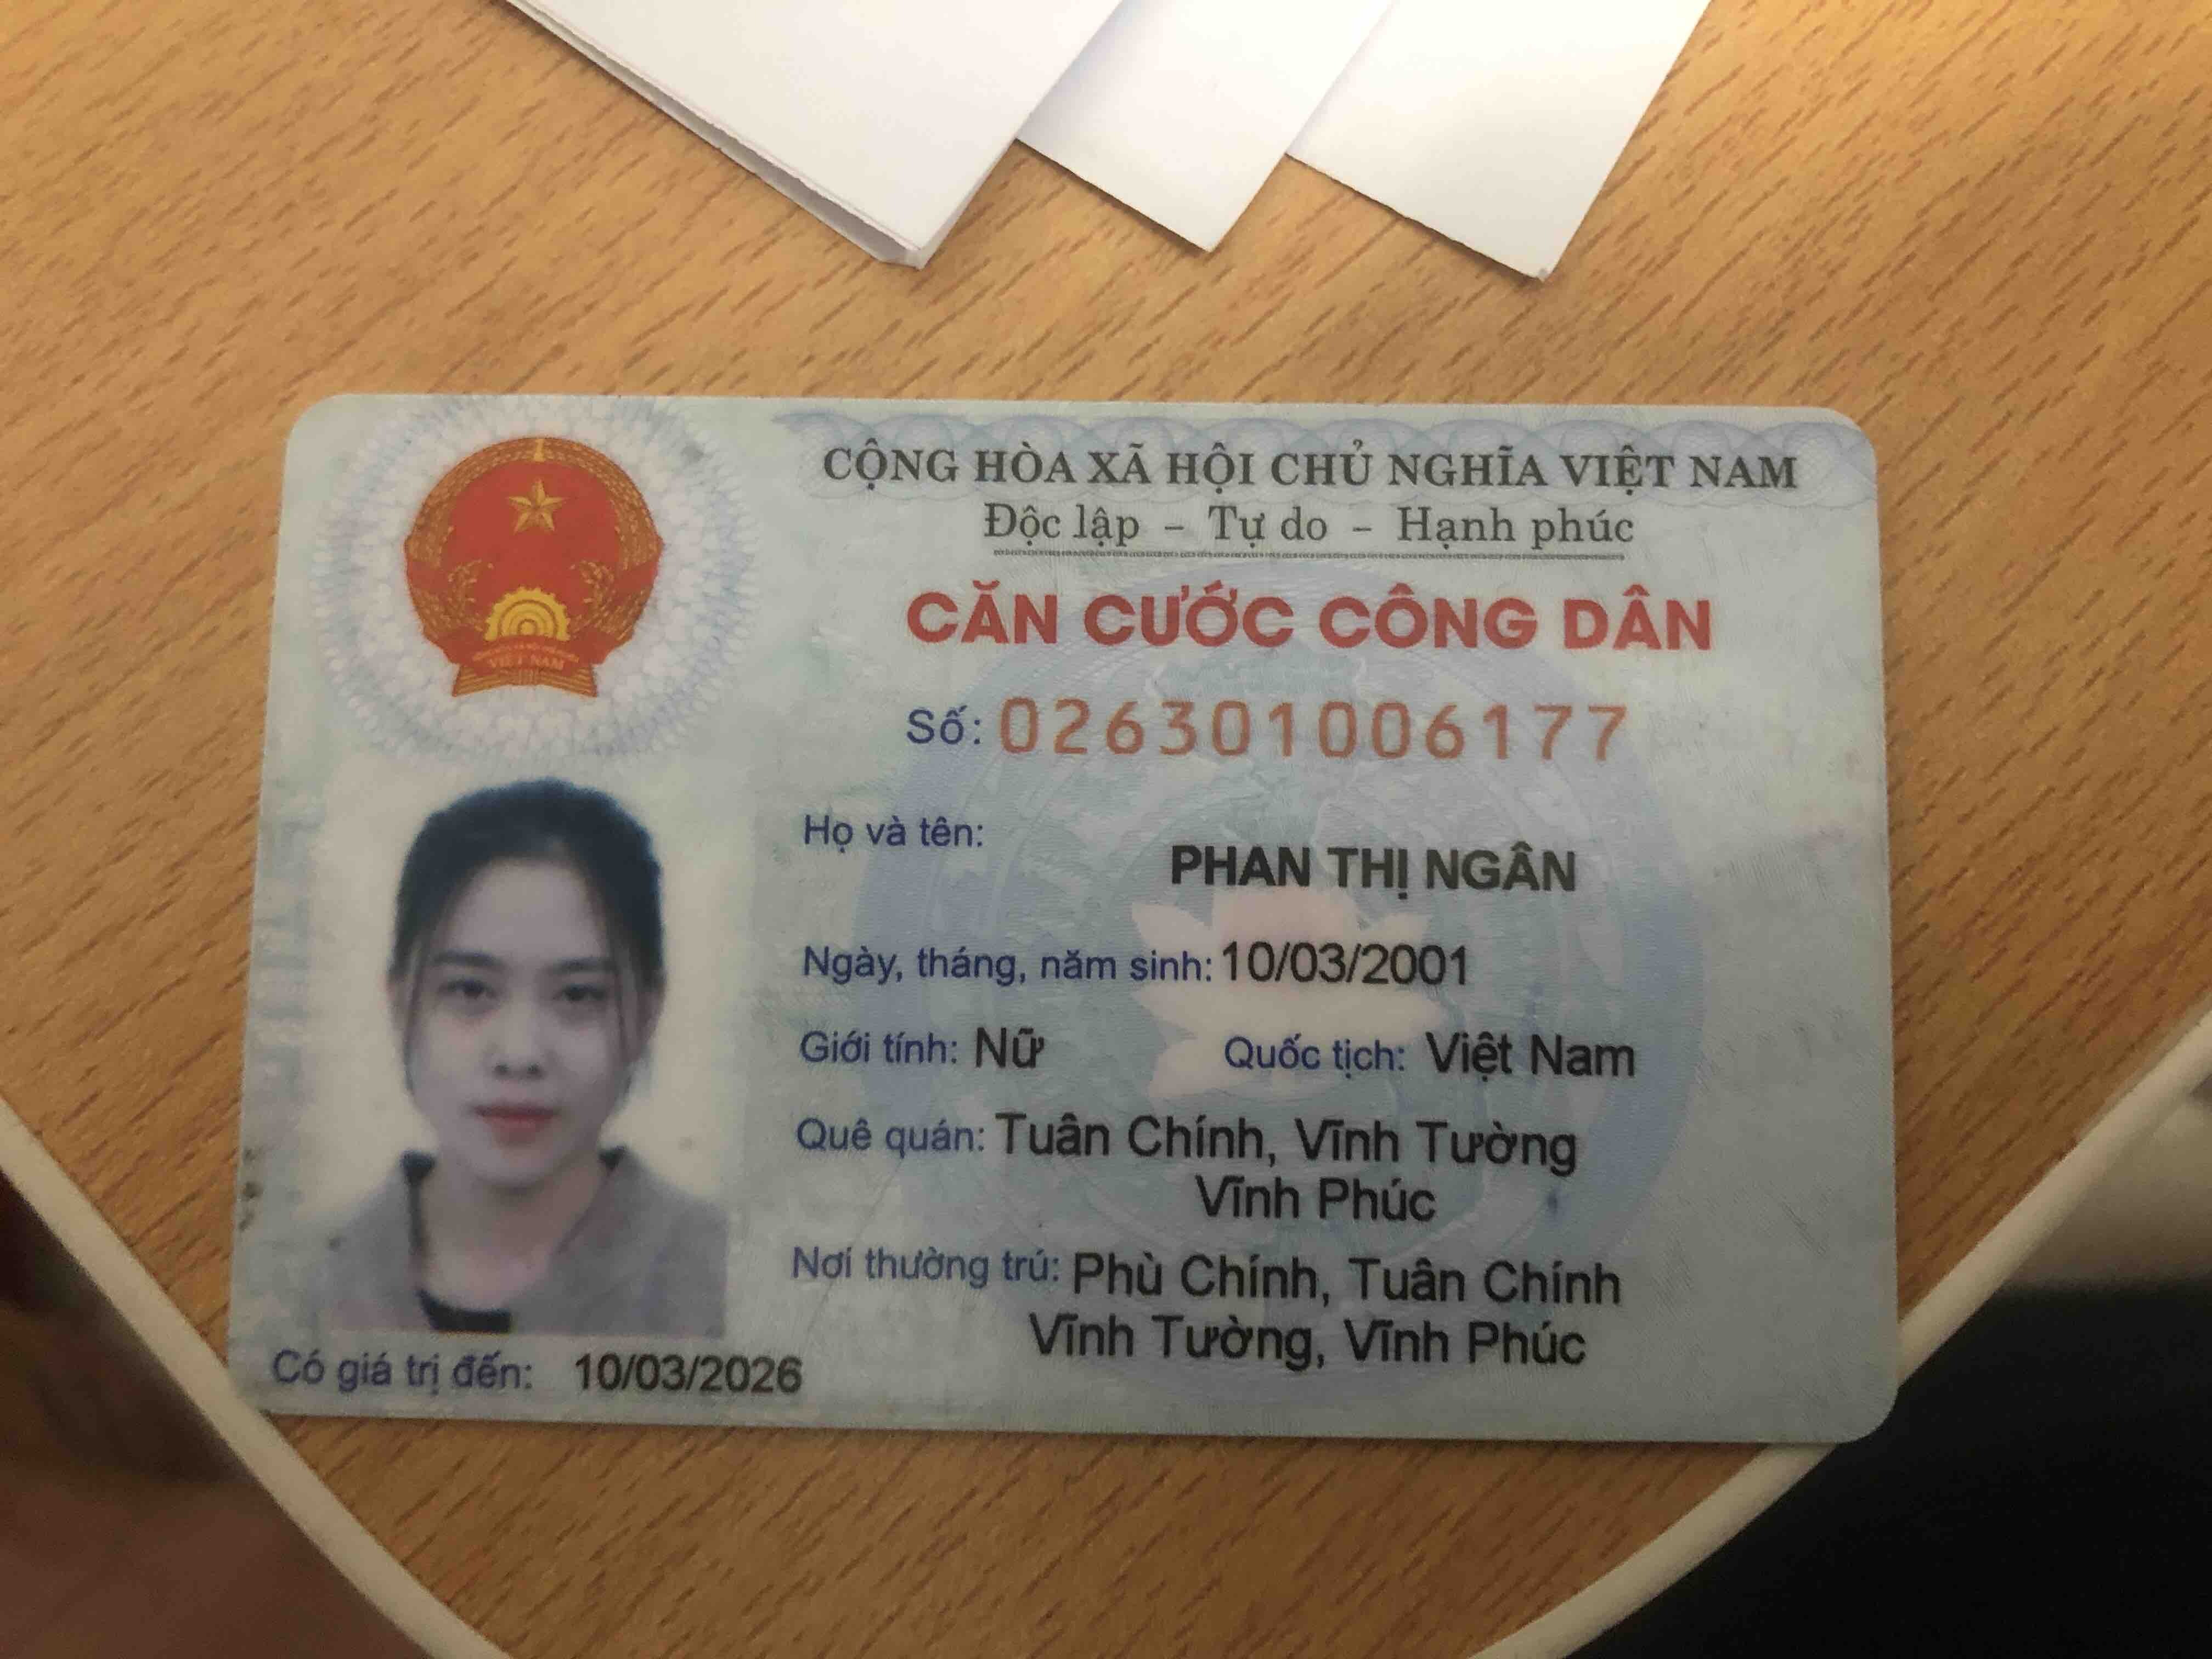 CỘNG HÒA XÃ HỘI CHỦ NGHĨA VIỆT NAM
Độc lập - Tự do - Hạnh phúc
CĂN CƯỚC CÔNG DÂN
Số: 026301006177
Họ và tên:
PHAN THỊ NGÂN
Ngày, tháng, năm sinh: 10/03/2001
Giới tính: Nữ Quốc tịch: Việt Nam
Quê quán: Tuân Chính, Vĩnh Tường
Vĩnh Phúc
Nơi thường trú: Phù Chính, Tuân Chính
Vĩnh Tường, Vĩnh Phúc
Có giá trị đến: 10/03/2026
VIỆT NAM